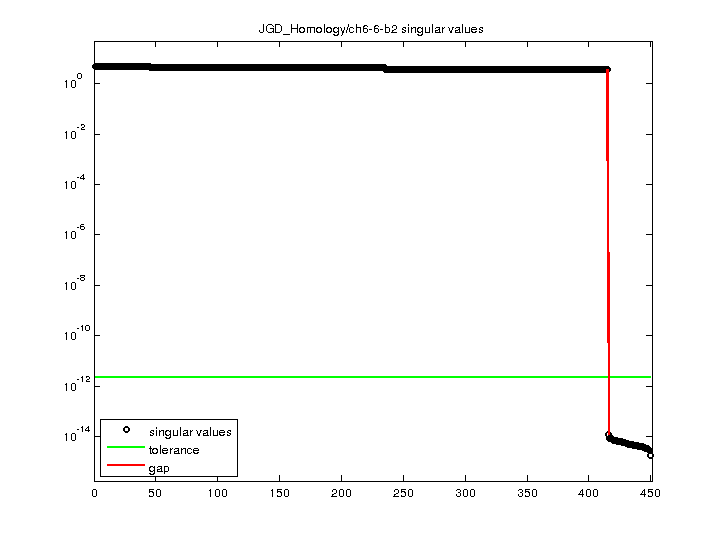 JGD_Homology/ch6-6-b2 singular values
10^0
10^-2
10^-4
10^-6
10^-8
10^-10
10^-12
10^-14
singular values
tolerance
gap
0 50 100 150 200 250 300 350 400 450